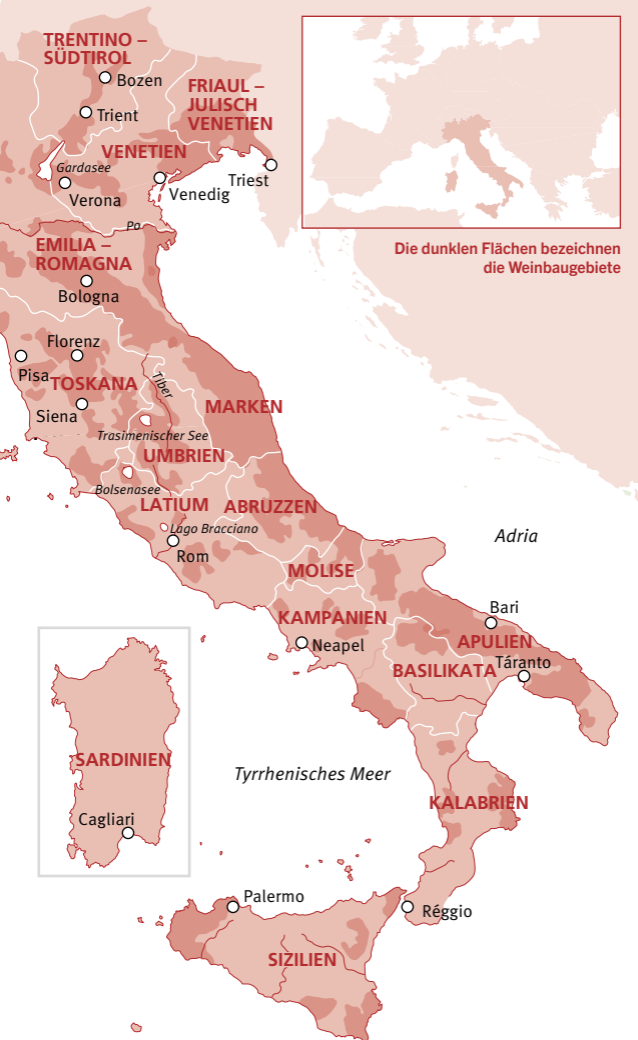 TRENTINO –
SÜDTIROL
Bozen
FRIAUL –
JULISCH
VENETIEN
Trient
VENETIEN
Gardasee
Triest
Verona
Venedig
Po
Die dunklen Flächen bezeichnen
die Weinbaugebiete
EMILIA –
ROMAGNA
Bologna
Florenz
Pisa
TOSKANA
Tiber
Siena
MARKEN
Trasimenischer See
UMBRIEN
Bolsenasee
LATIUM
ABRUZZEN
Lago Bracciano
Rom
Adria
MOLISE
Bari
KAMPANIEN
Neapel
APULIEN
BASILIKATA
Táranto
SARDINIEN
Tyrrhenisches Meer
KALABRIEN
Cagliari
Palermo
Réggio
SIZILIEN